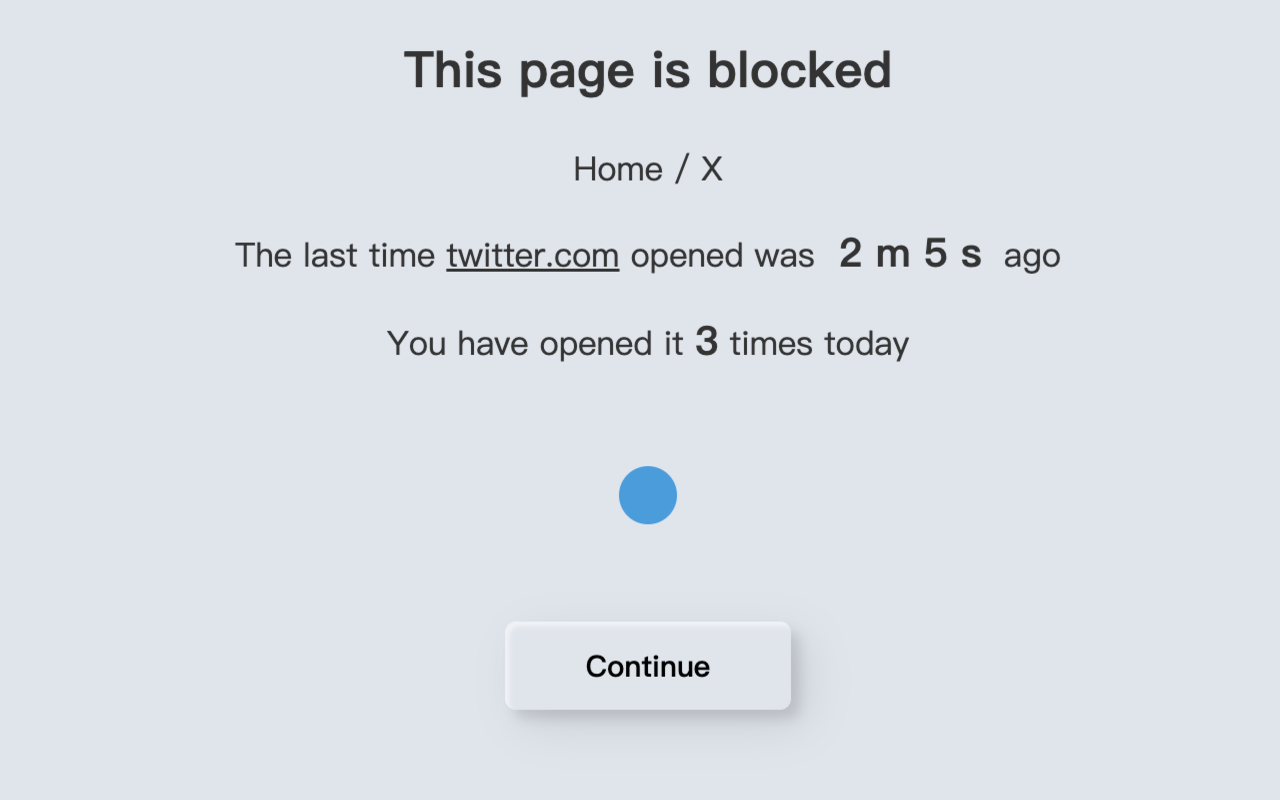 This page is blocked
Home / X
The last time twitter.com opened was 2 m 5 s ago
You have opened it 3 times today
Continue